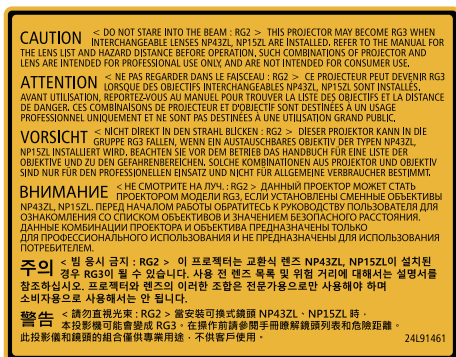 CAUTION < DO NOT STARE INTO THE BEAM : RG2 > THIS PROJECTOR MAY BECOME RG3 WHEN
INTERCHANGEABLE LENSES NP43ZL, NP15ZL ARE INSTALLED. REFER TO THE MANUAL FOR
THE LENS LIST AND HAZARD DISTANCE BEFORE OPERATION, SUCH COMBINATIONS OF PROJECTOR AND
LENS ARE INTENDED FOR PROFESSIONAL USE ONLY, AND ARE NOT INTENDED FOR CONSUMER USE.
ATTENTION < NE PAS REGARDER DANS LE FAISCEAU : RG2 > CE PROJECTEUR PEUT DEVENIR RG3
LORSQUE DES OBJECTIFS INTERCHANGEABLES NP43ZL, NP15ZL SONT INSTALLÉS.
AVANT UTILISATION, REPORTEZ-VOUS AU MANUEL POUR TROUVER LA LISTE DES OBJECTIFS ET LA DISTANCE
DE DANGER. CES COMBINAISONS DE PROJECTEUR ET D'OBJECTIF SONT DESTINÉES À UN USAGE
PROFESSIONNEL UNIQUEMENT ET NE SONT PAS DESTINÉES À UNE UTILISATION GRAND PUBLIC.
VORSICHT < NICHT DIREKT IN DEN STRAHL BLICKEN : RG2 > DIESER PROJEKTOR KANN IN DIE
GRUPPE RG3 FALLEN, WENN EIN AUSTAUSCHBARES OBJEKTIV DER TYPEN NP43ZL,
NP15ZL INSTALLIERT WIRD, BEACHTEN SIE VOR DEM BETRIEB DAS HANDBUCH FÜR EINE LISTE DER
OBJEKTIVE UND ZU DEN GEFAHRENBEREICHEN. SOLCHE KOMBINATIONEN AUS PROJEKTOR UND OBJEKTIV
SIND NUR FÜR DEN PROFESSIONELLEN EINSATZ UND NICHT FÜR ALLGEMEINE VERBRAUCHER BESTIMMT.
ВНИМАНИЕ < НЕ СМОТРИТЕ НА ЛУЧ. : RG2 > ДАННЫЙ ПРОЕКТОР МОЖЕТ СТАТЬ
ПРОЕКТОРОМ МОДЕЛИ RG3, ЕСЛИ УСТАНОВЛЕНЫ СМЕННЫЕ ОБЪЕКТИВЫ
NP43ZL, NP15ZL. ПЕРЕД НАЧАЛОМ РАБОТЫ ОБРАТИТЕСЬ К РУКОВОДСТВУ ПОЛЬЗОВАТЕЛЯ ДЛЯ
ОЗНАКОМЛЕНИЯ СО СПИСКОМ ОБЪЕКТИВОВ И ЗНАЧЕНИЕМ БЕЗОПАСНОГО РАССТОЯНИЯ.
ДАННЫЕ КОМБИНАЦИИ ПРОЕКТОРА И ОБЪЕКТИВА ПРЕДНАЗНАЧЕНЫ ТОЛЬКО
ДЛЯ ПРОФЕССИОНАЛЬНОГО ИСПОЛЬЗОВАНИЯ И НЕ ПРЕДНАЗНАЧЕНЫ ДЛЯ ИСПОЛЬЗОВАНИЯ
ПОТРЕБИТЕЛЕМ.
주의 < 빔 응시 금지 : RG2 > 이 프로젝터는 교환식 렌즈 NP43ZL, NP15ZL이 설치된
경우 RG3이 될 수 있습니다. 사용 전 렌즈 목록 및 위험 거리에 대해서는 설명서를
참조하십시오. 프로젝터와 렌즈의 이러한 조합은 전문가용으로만 사용해야 하며
소비자용으로 사용해서는 안 됩니다.
警告 < 請勿直視光束 : RG2 > 當安裝可換式鏡頭 NP43ZL、NP15ZL 時,
本投影機可能會變成 RG3。在操作前請參閱手冊瞭解鏡頭列表和危險距離。
此投影儀和鏡頭的組合僅供專業用途,不供客戶使用。 24L91461